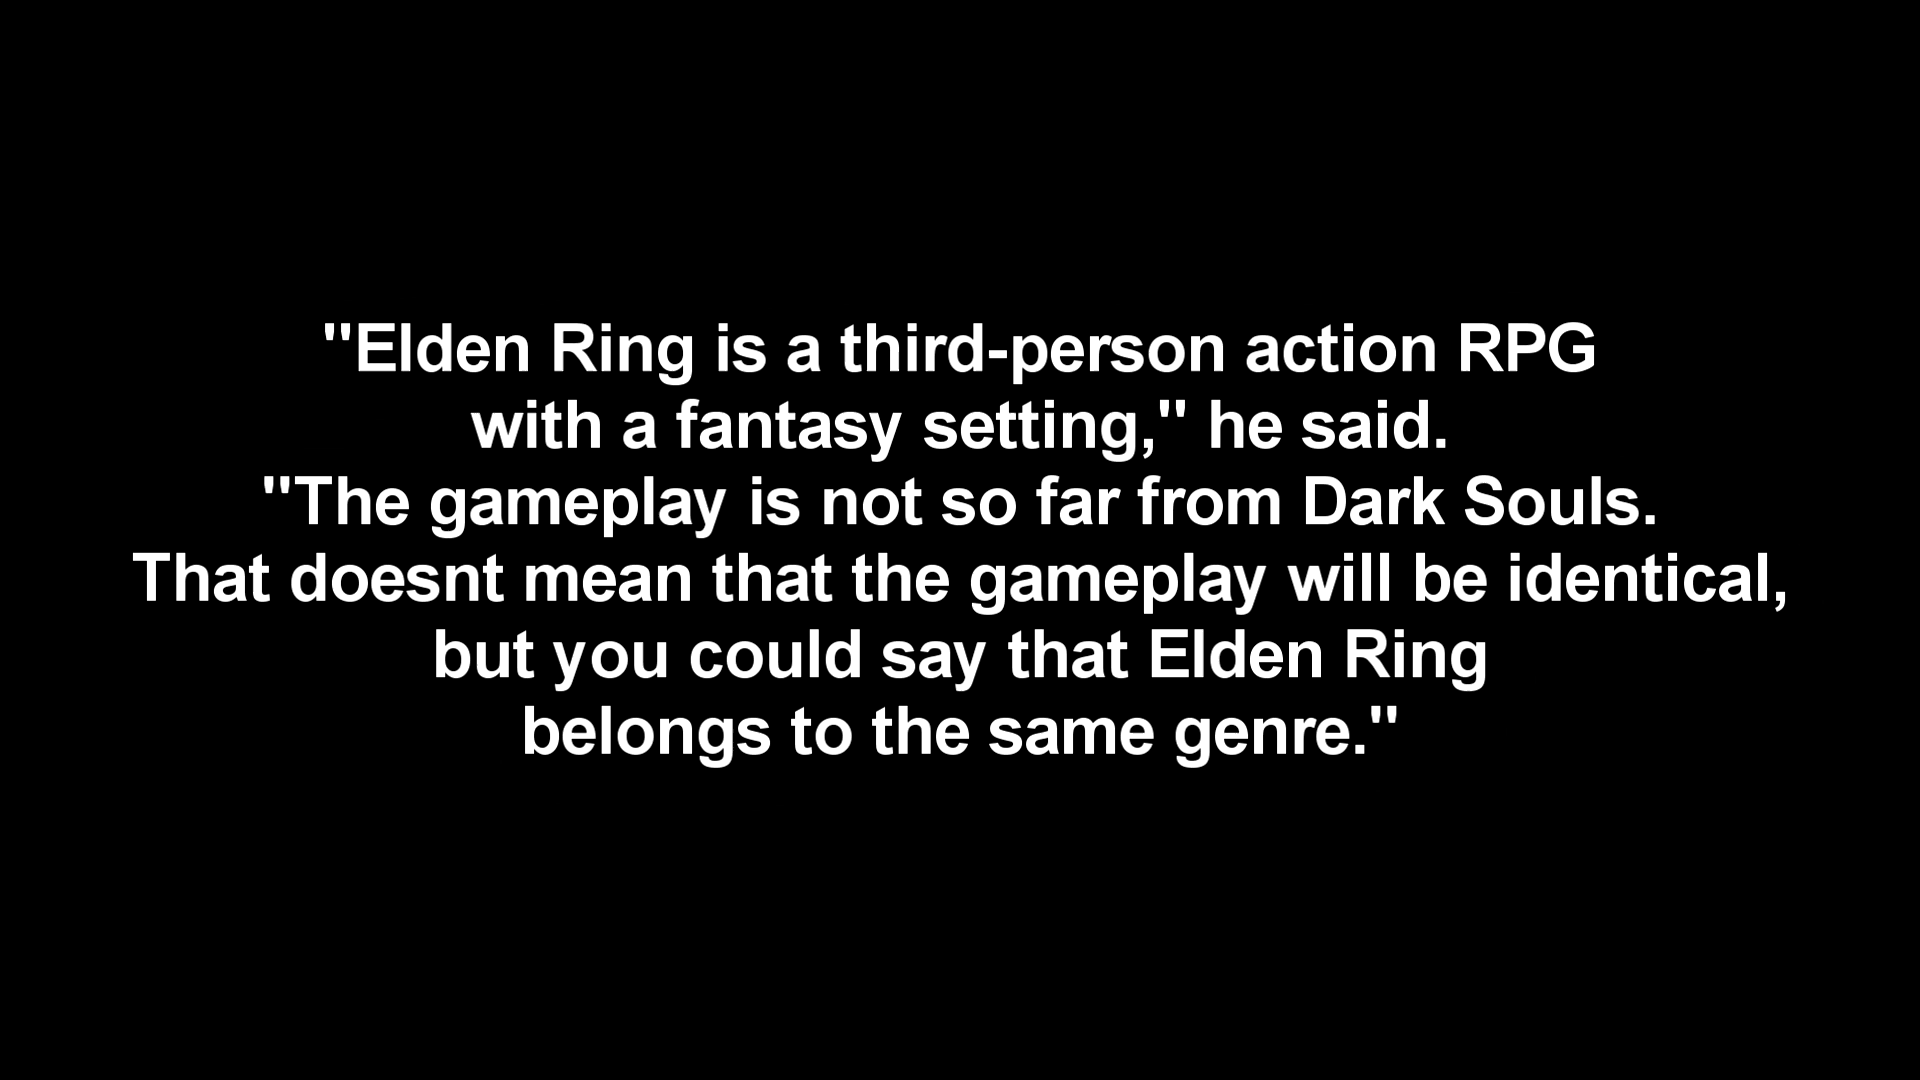 "Elden Ring is a third-person action RPG
with a fantasy setting," he said.
"The gameplay is not so far from Dark Souls.
That doesnt mean that the gameplay will be identical,
but you could say that Elden Ring
belongs to the same genre."